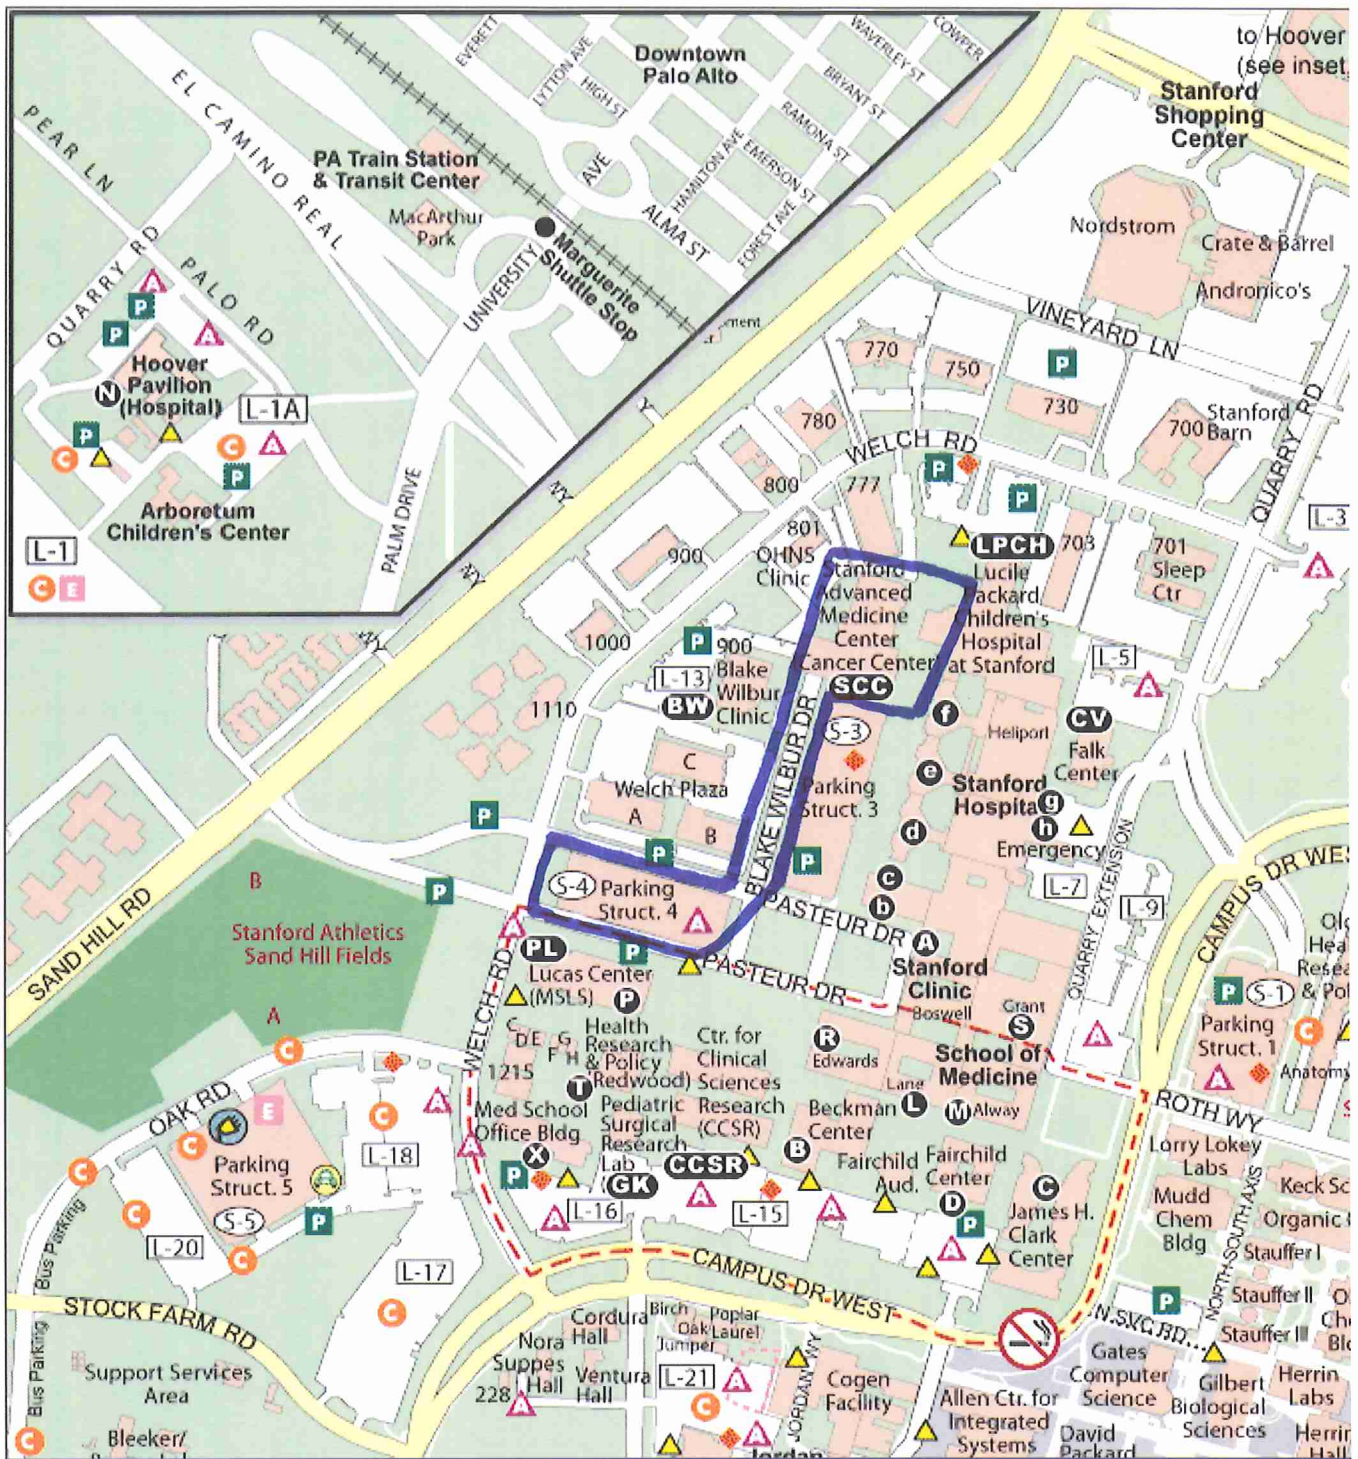 EVERETT
LYTTON AVE
HIGH ST
Downtown
Palo Alto
WAVERLEY ST
COWPER
BRYANT ST
RAMONA ST
EMERSON ST
HAMILTON AVE
FOREST AVE
ALMA ST
AVE
EL CAMINO REAL
PEAR LN
PALO RD
QUARRY RD
PA Train Station
& Transit Center
MacArthur
Park
UNIVERSITY
Marguerite
Shuttle Stop
PALM DRIVE
P
P
A
A
Hoover
Pavilion
(Hospital)
N
L-1A
P
C
C
A
P
Arboretum
Children's Center
L-1
C
E
to Hoover
(see inset
Stanford
Shopping
Center
Nordstrom
Crate & Barrel
Andronico's
VINEYARD LN
P
770
750
730
780
700
Stanford
Barn
QUARRY RD
WELCH RD
P
P
800
777
801
OHNS
Clinic
900
LPCH
703
701
Sleep
Ctr
L-3
A
Stanford
Advanced
Medicine
Center
Cancer Center
SCC
Lucile
Packard
Children's
Hospital
at Stanford
1000
P
900
Blake
Wilbur
Clinic
L-13
BW
L-5
A
1110
BLAKE WILBUR DR
S-3
Parking
Struct. 3
f
Heliport
CV
Falk
Center
C
Welch Plaza
A
B
e
Stanford
Hospital
g
h
Emergency
d
P
P
P
P
c
b
L-7
L-9
QUARRY EXTENSION
CAMPUS DR WES
S-4
Parking
Struct. 4
A
PASTEUR DR
PASTEUR DR
A
Stanford
Clinic
Boswell
SAND HILL RD
B
Stanford Athletics
Sand Hill Fields
A
A
PL
P
Lucas Center
(MSLS)
P
WELCH RD
Grant
S
A
P
S-1
Parking
Struct. 1
C
A
Anatomy
C
D
E
F
G
H
1215
Health
Research
& Policy
(Redwood)
T
Ctr. for
Clinical
Sciences
Research
(CCSR)
R
Edwards
School of
Medicine
Lane
L
M
Alway
ROTH WY
C
OAK RD
E
C
A
Med School
Office Bldg
X
Pediatric
Surgical
Research
Lab
GK
CCSR
Beckman
Center
B
Fairchild
Aud.
Fairchild
Center
D
C
James H.
Clark
Center
Lorry Lokey
Labs
Mudd
Chem
Bldg
NORTH-SOUTH AXIS
Keck Sc
Organic
Stauffer I
Stauffer II
Stauffer III
C
C
Parking
Struct. 5
S-5
L-18
A
P
P
L-16
A
A
L-15
A
P
A
C
L-20
C
Bus Parking
L-17
C
CAMPUS DR WEST
P
N. SVC RD.
STOCK FARM RD
Bus Parking
Support Services
Area
C
Bleeker/
Cordura
Hall
Nora
Suppes
Hall
Ventura
Hall
228
A
Birch
Poplar
Oak
Laurel
Juniper
L-21
A
C
A
Jordan
JORDAN WY
Cogen
Facility
Allen Ctr. for
Integrated
Systems
Gates
Computer
Science
David
Packard
Gilbert
Biological
Sciences
Herrin
Labs
Herrin
Hall